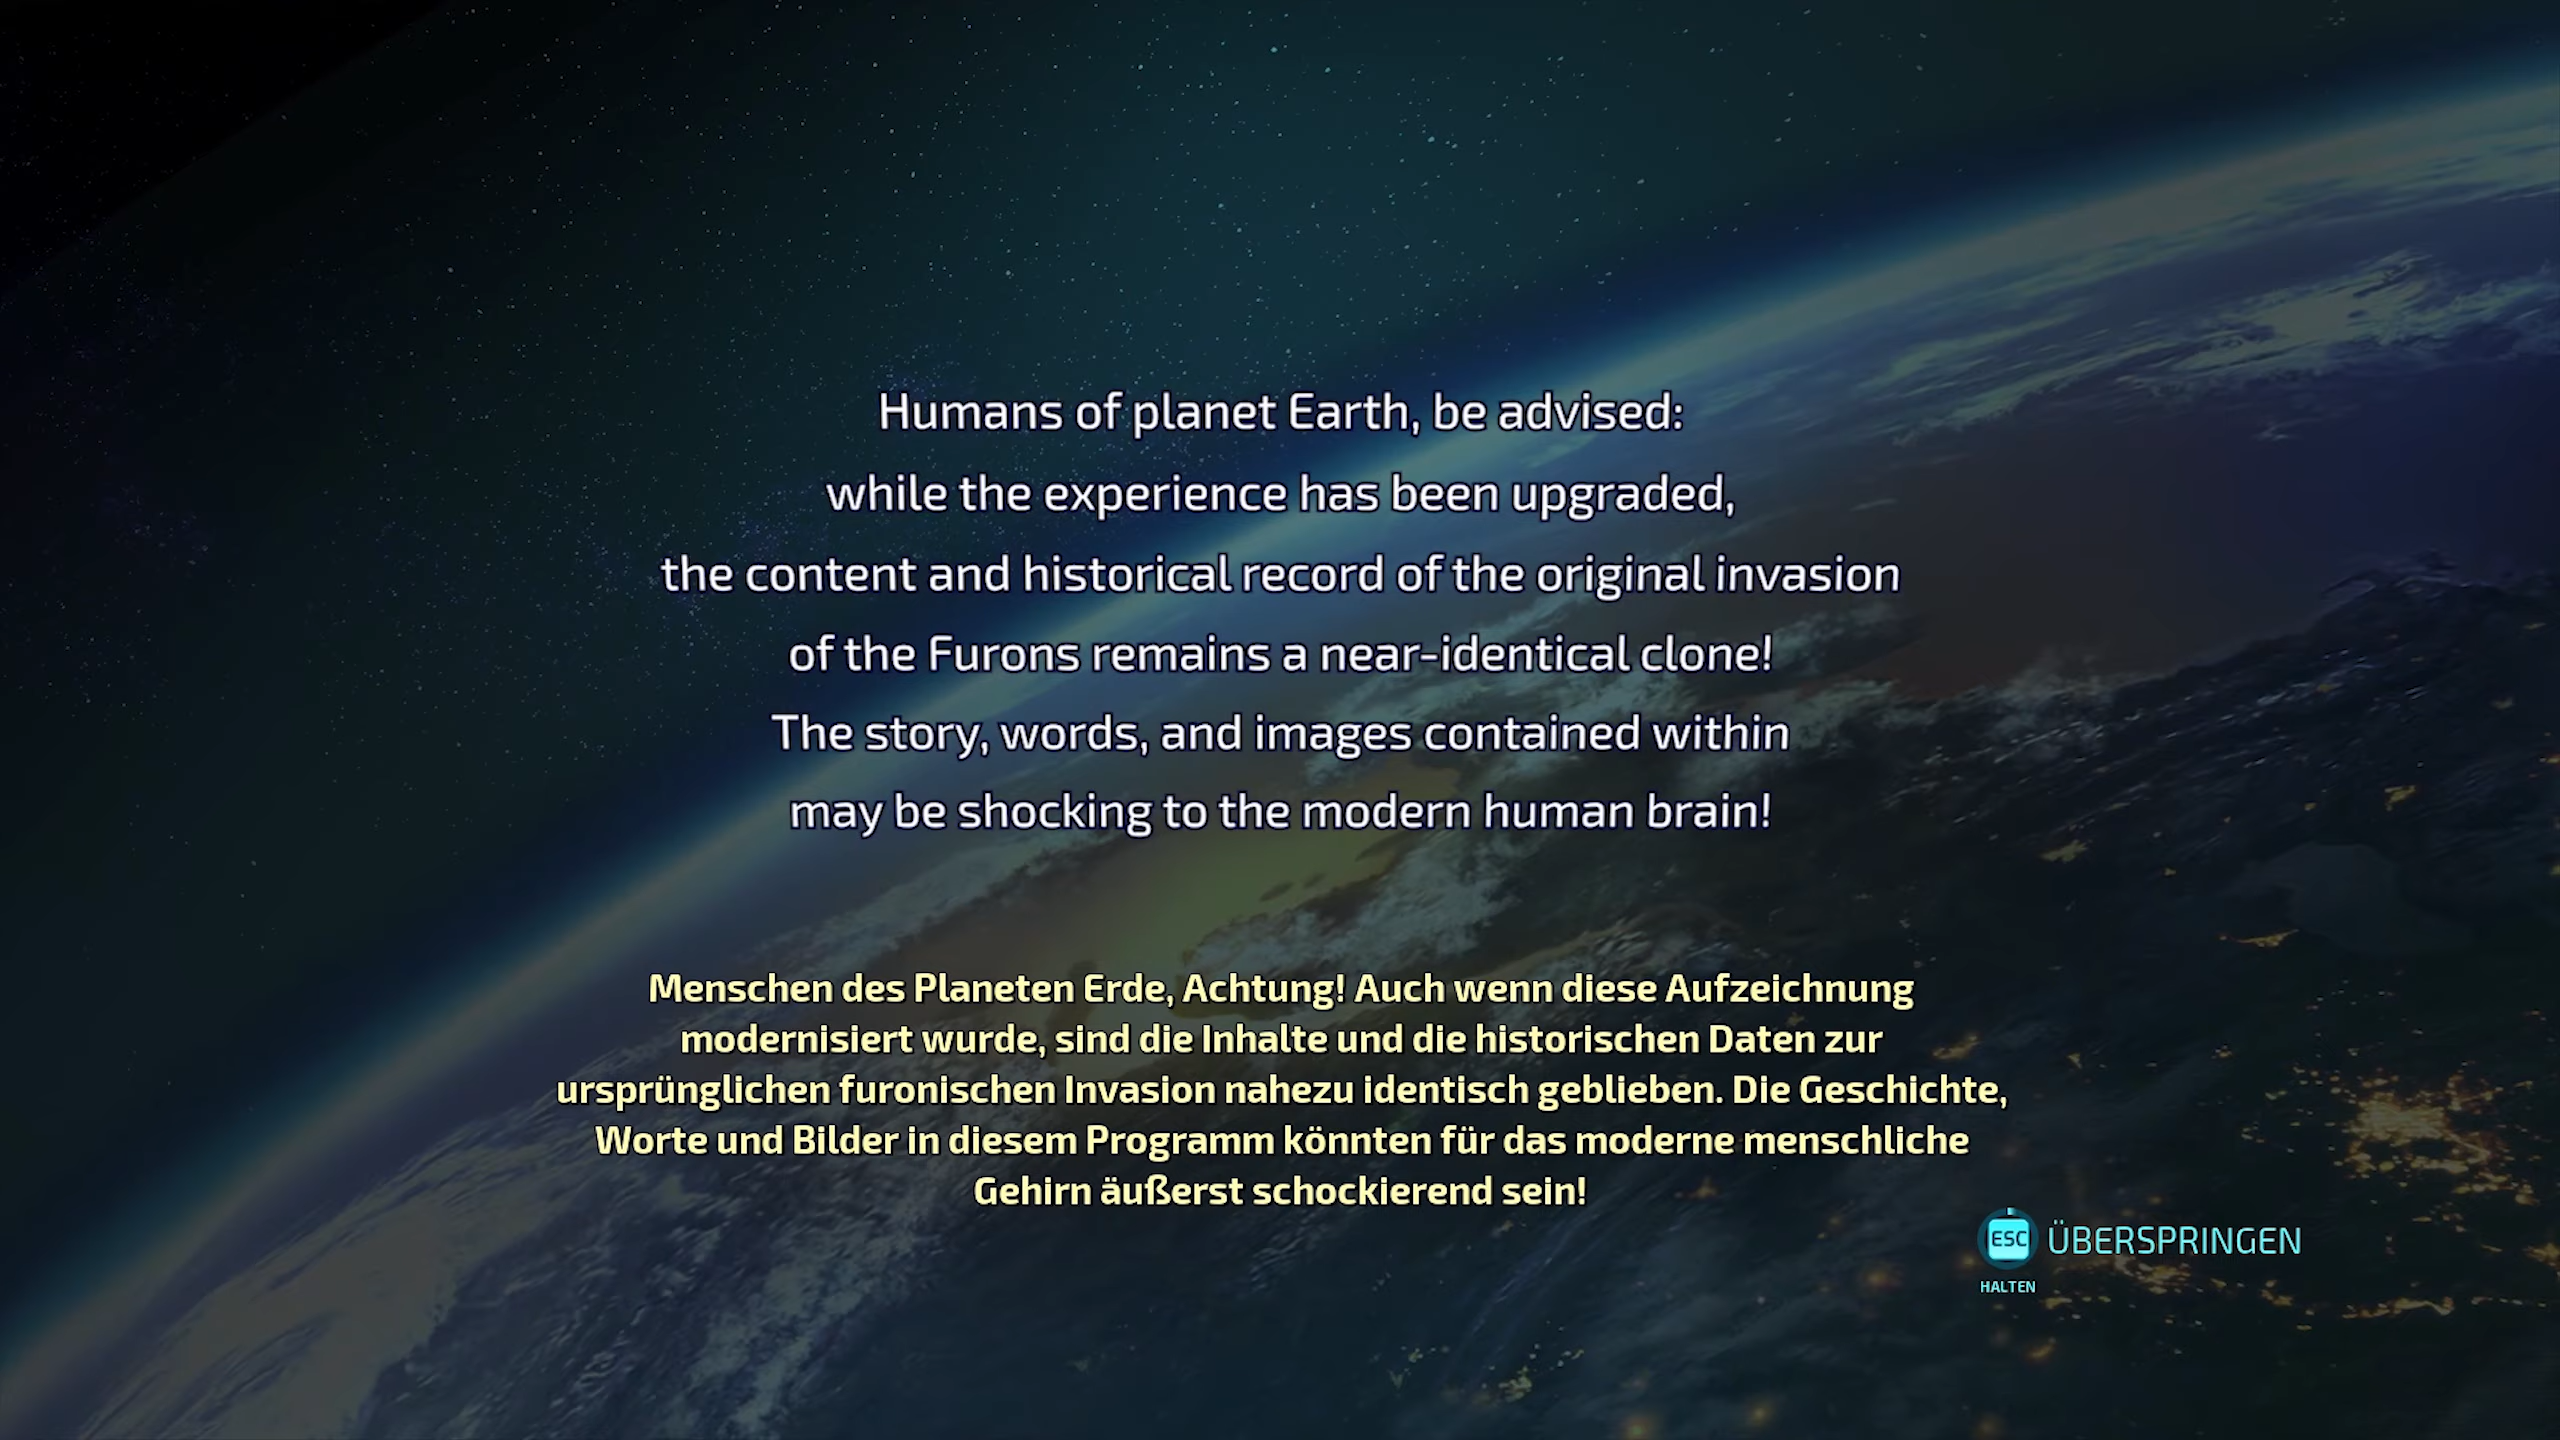 Humans of planet Earth, be advised:
while the experience has been upgraded,
the content and historical record of the original invasion
of the Furons remains a near-identical clone!
The story, words, and images contained within
may be shocking to the modern human brain!
Menschen des Planeten Erde, Achtung! Auch wenn diese Aufzeichnung
modernisiert wurde, sind die Inhalte und die historischen Daten zur
ursprünglichen furonischen Invasion nahezu identisch geblieben. Die Geschichte,
Worte und Bilder in diesem Programm könnten für das moderne menschliche
Gehirn äußerst schockierend sein!
ESC ÜBERSPRINGEN
HALTEN